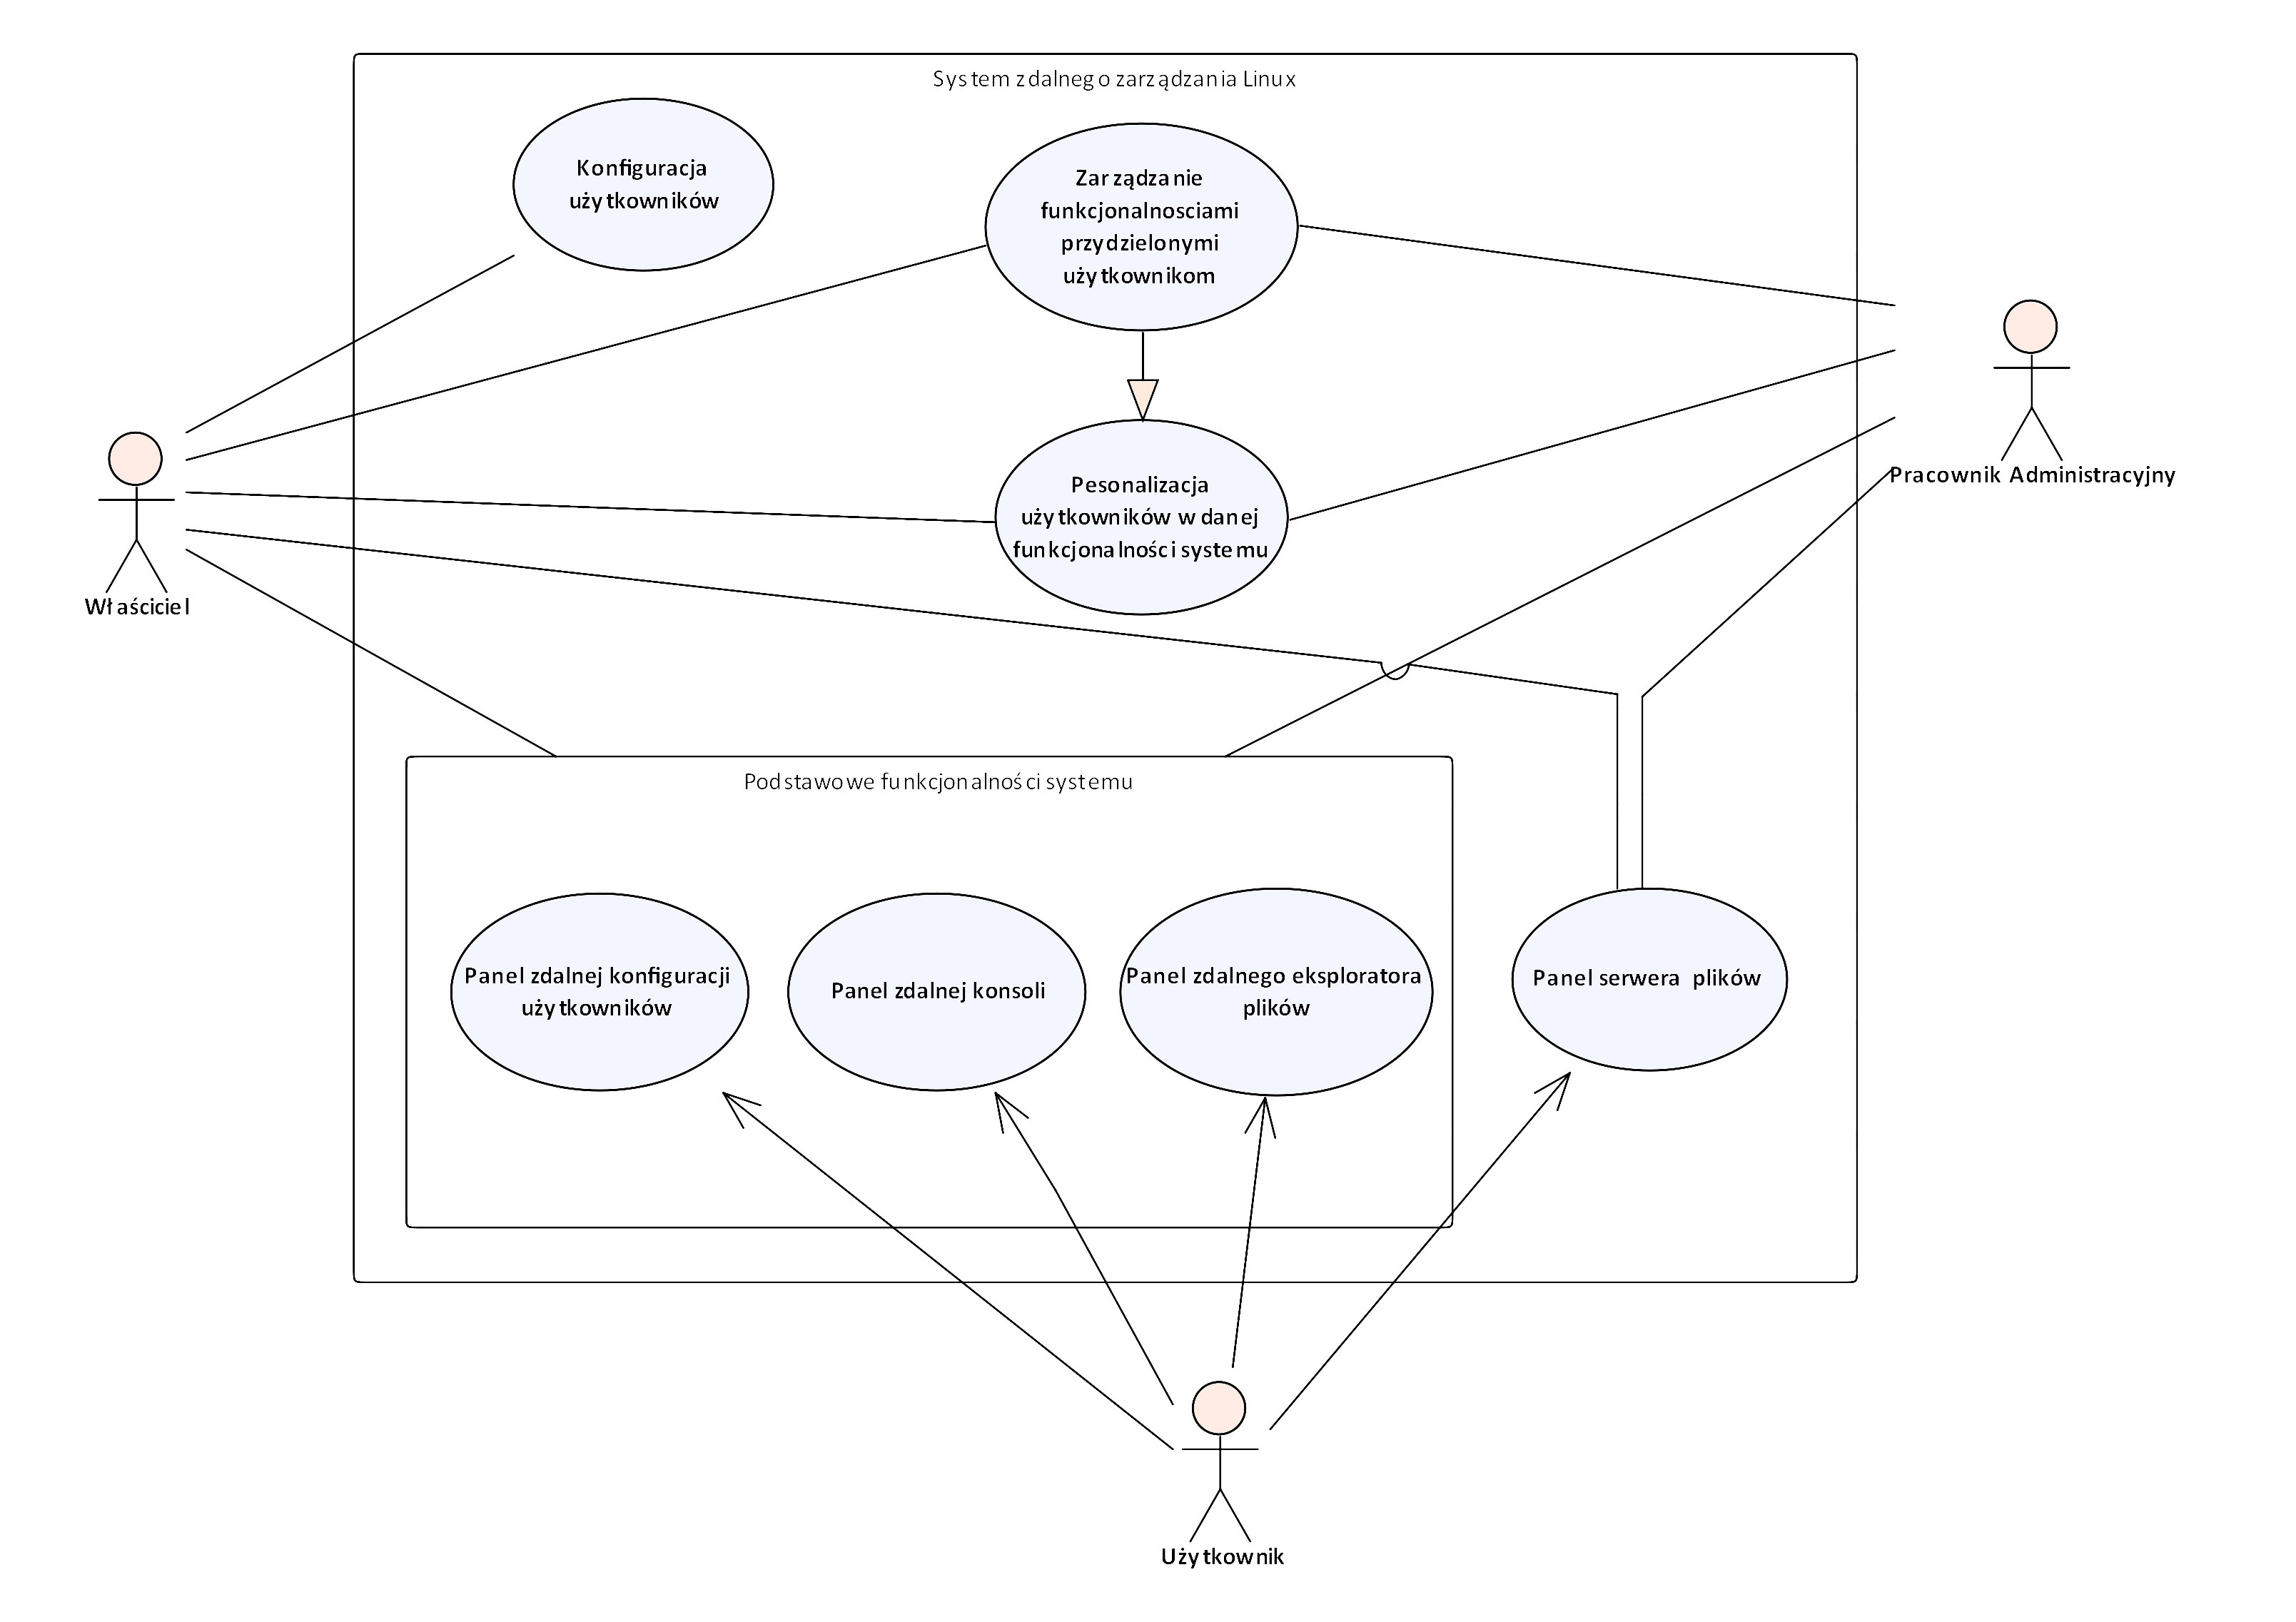 System zdalnego zarządzania Linux
Konfiguracja
użytkowników
Zarządzanie
funkcjonalnosciami
przydzielonymi
użytkownikom
Pesonalizacja
użytkowników w danej
funkcjonalności systemu
Właściciel
Pracownik Administracyjny
Podstawowe funkcjonalności systemu
Panel zdalnej konfiguracji
użytkowników
Panel zdalnej konsoli
Panel zdalnego eksploratora
plików
Panel serwera plików
Użytkownik